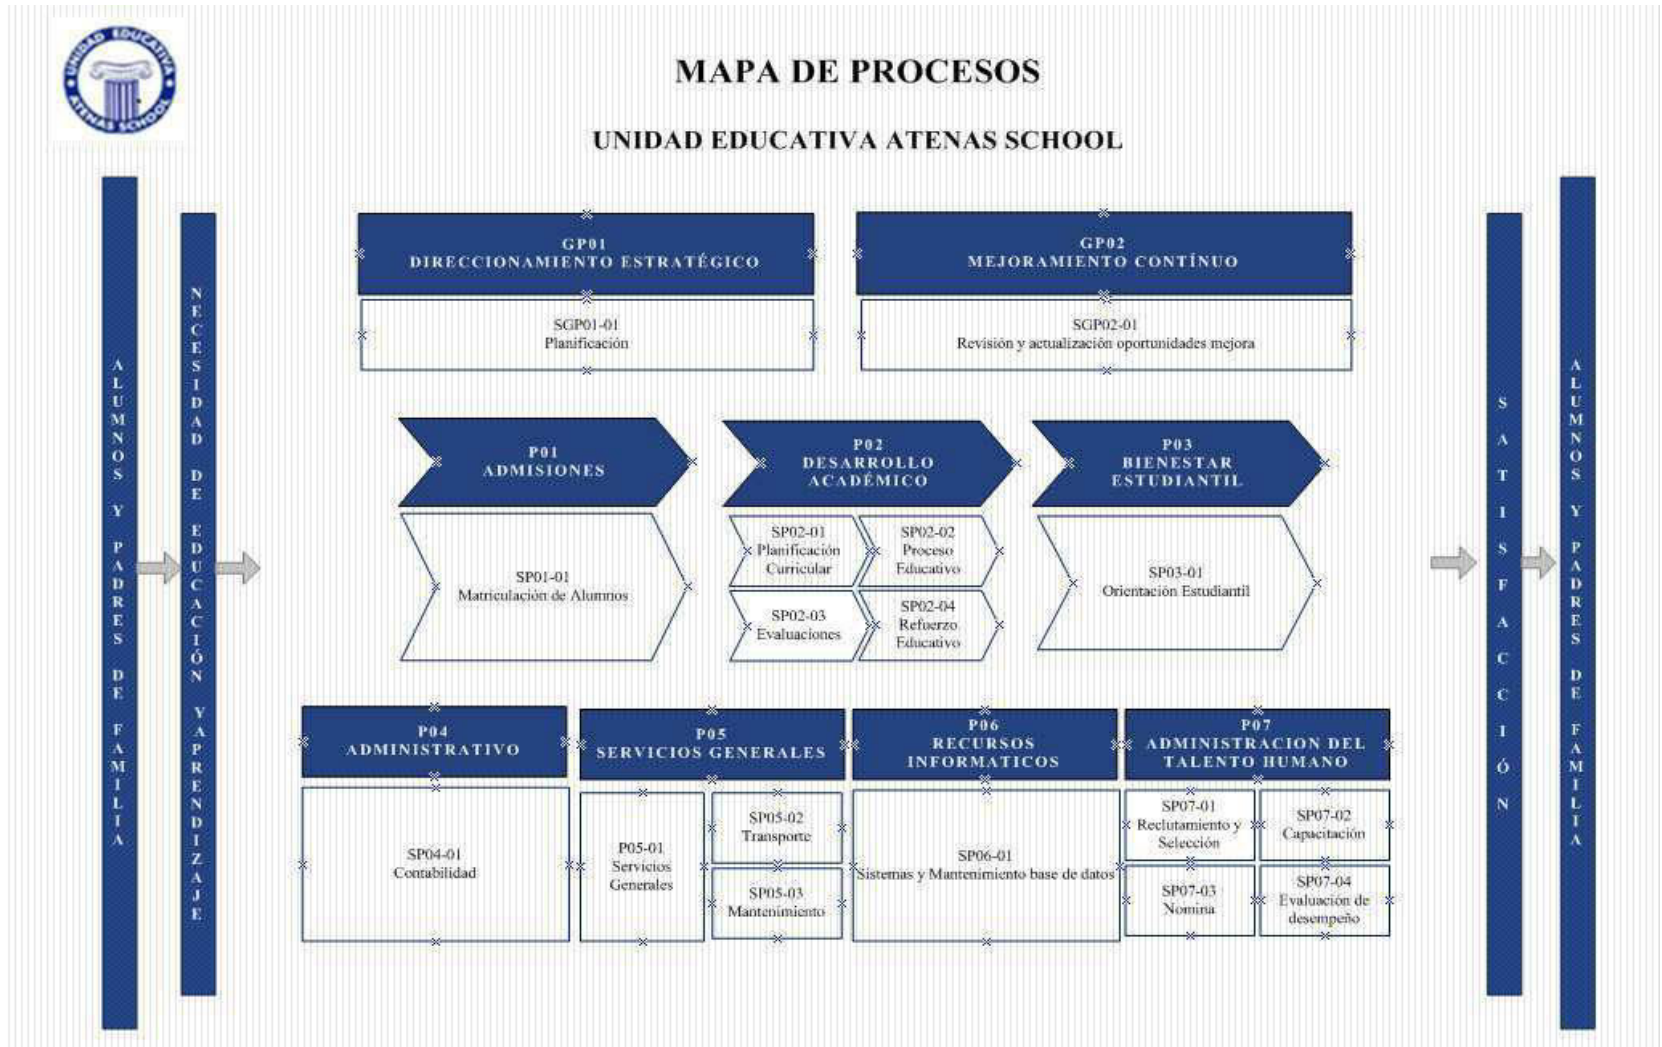 UNIDAD EDUCATIVA
ATENAS SCHOOL
MAPA DE PROCESOS
UNIDAD EDUCATIVA ATENAS SCHOOL
ALUMNOS Y PADRES DE FAMILIA
NECESIDAD DE EDUCACIÓN YAPRENDIZAJE
GP01
DIRECCIONAMIENTO ESTRATÉGICO
SGP01-01
Planificación
GP02
MEJORAMIENTO CONTÍNUO
SGP02-01
Revisión y actualización oportunidades mejora
P01
ADMISIONES
SP01-01
Matriculación de Alumnos
P02
DESARROLLO
ACADÉMICO
SP02-01
Planificación
Curricular
SP02-02
Proceso
Educativo
SP02-03
Evaluaciones
SP02-04
Refuerzo
Educativo
P03
BIENESTAR
ESTUDIANTIL
SP03-01
Orientación Estudiantil
P04
ADMINISTRATIVO
SP04-01
Contabilidad
P05
SERVICIOS GENERALES
P05-01
Servicios
Generales
SP05-02
Transporte
SP05-03
Mantenimiento
P06
RECURSOS
INFORMATICOS
SP06-01
Sistemas y Mantenimiento base de datos
P07
ADMINISTRACION DEL
TALENTO HUMANO
SP07-01
Reclutamiento y
Selección
SP07-02
Capacitación
SP07-03
Nomina
SP07-04
Evaluación de
desempeño
SATISFACCIÓN
ALUMNOS Y PADRES DE FAMILIA